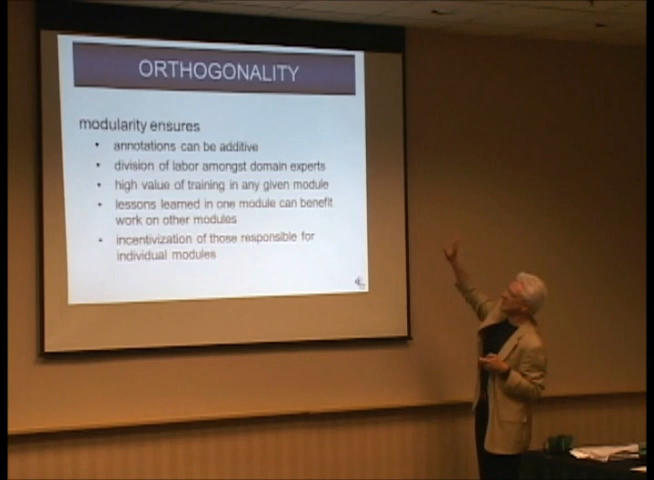 ORTHOGONALITY
modularity ensures
• annotations can be additive
• division of labor amongst domain experts
• high value of training in any given module
• lessons learned in one module can benefit
work on other modules
• incentivization of those responsible for
individual modules